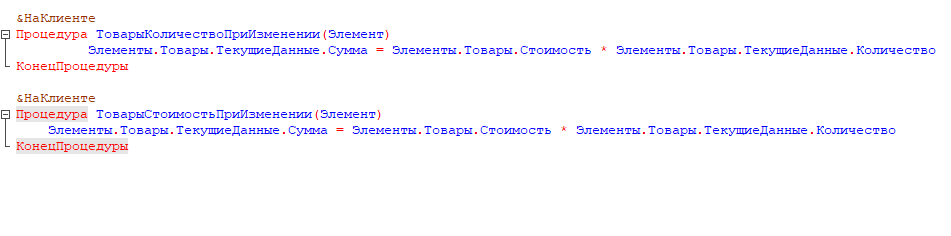 &НаКлиенте
Процедура ТоварыКоличествоПриИзменении(Элемент)
Элементы.Товары.ТекущиеДанные.Сумма = Элементы.Товары.Стоимость * Элементы.Товары.ТекущиеДанные.Количество
КонецПроцедуры
&НаКлиенте
Процедура ТоварыСтоимостьПриИзменении(Элемент)
Элементы.Товары.ТекущиеДанные.Сумма = Элементы.Товары.Стоимость * Элементы.Товары.ТекущиеДанные.Количество
КонецПроцедуры